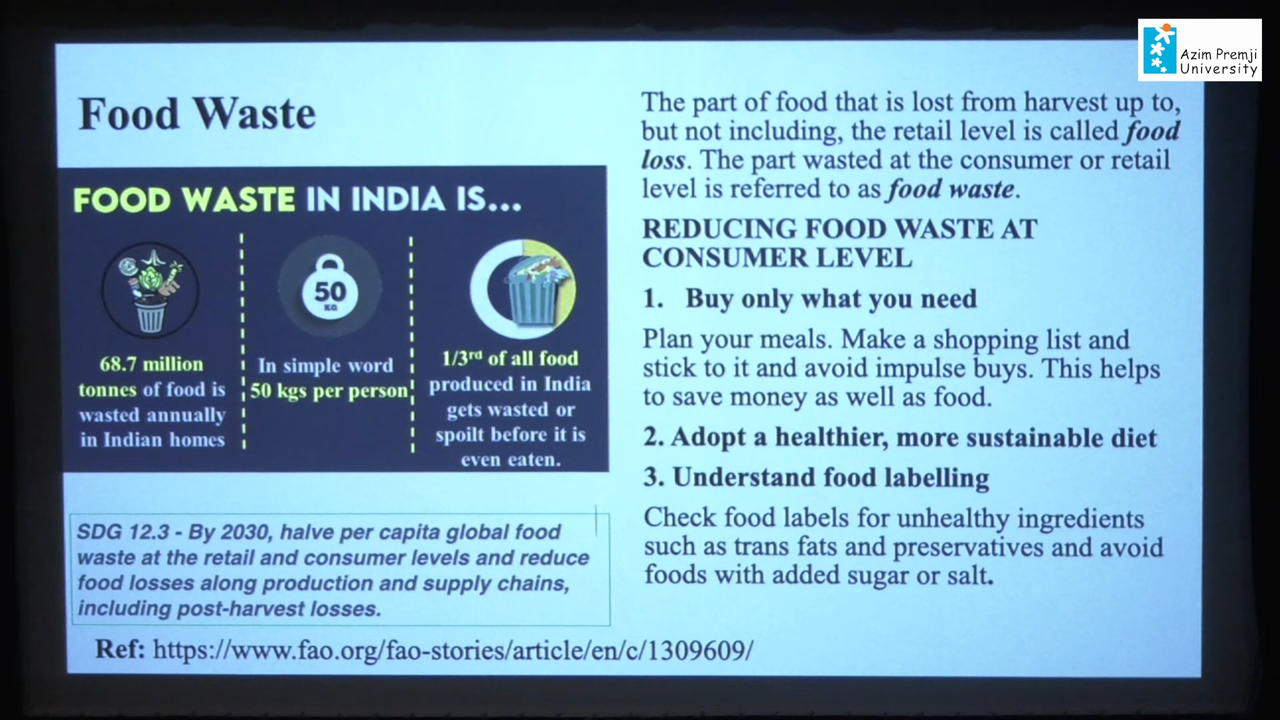 Azim Premji
University
Food Waste
FOOD WASTE IN INDIA IS...
68.7 million
tonnes of food is
wasted annually
in Indian homes
50
KG
In simple word
50 kgs per person
1/3rd of all food
produced in India
gets wasted or
spoilt before it is
even eaten.
SDG 12.3 - By 2030, halve per capita global food
waste at the retail and consumer levels and reduce
food losses along production and supply chains,
including post-harvest losses.
The part of food that is lost from harvest up to,
but not including, the retail level is called food
loss. The part wasted at the consumer or retail
level is referred to as food waste.
REDUCING FOOD WASTE AT
CONSUMER LEVEL
1. Buy only what you need
Plan your meals. Make a shopping list and
stick to it and avoid impulse buys. This helps
to save money as well as food.
2. Adopt a healthier, more sustainable diet
3. Understand food labelling
Check food labels for unhealthy ingredients
such as trans fats and preservatives and avoid
foods with added sugar or salt.
Ref: https://www.fao.org/fao-stories/article/en/c/1309609/